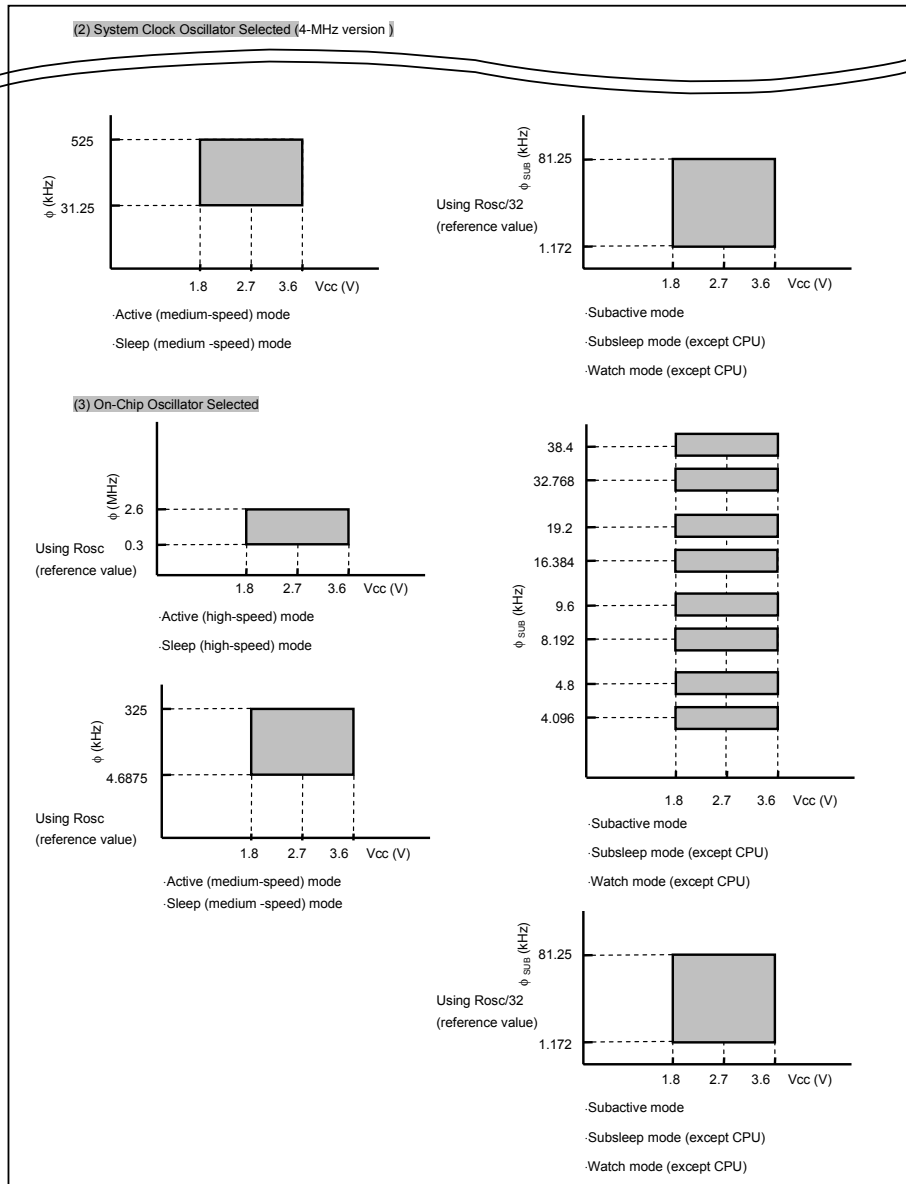 (2) System Clock Oscillator Selected (4-MHz version )
φ (kHz)
525
31.25
1.8 2.7 3.6 Vcc (V)
·Active (medium-speed) mode
·Sleep (medium -speed) mode
φ SUB (kHz)
81.25
Using Rosc/32
(reference value)
1.172
1.8 2.7 3.6 Vcc (V)
·Subactive mode
·Subsleep mode (except CPU)
·Watch mode (except CPU)
(3) On-Chip Oscillator Selected
φ (MHz)
2.6
0.3
Using Rosc
(reference value)
1.8 2.7 3.6 Vcc (V)
·Active (high-speed) mode
·Sleep (high-speed) mode
φ (kHz)
325
4.6875
Using Rosc
(reference value)
1.8 2.7 3.6 Vcc (V)
·Active (medium-speed) mode
·Sleep (medium -speed) mode
φ SUB (kHz)
38.4
32.768
19.2
16.384
9.6
8.192
4.8
4.096
1.8 2.7 3.6 Vcc (V)
·Subactive mode
·Subsleep mode (except CPU)
·Watch mode (except CPU)
φ SUB (kHz)
81.25
Using Rosc/32
(reference value)
1.172
1.8 2.7 3.6 Vcc (V)
·Subactive mode
·Subsleep mode (except CPU)
·Watch mode (except CPU)